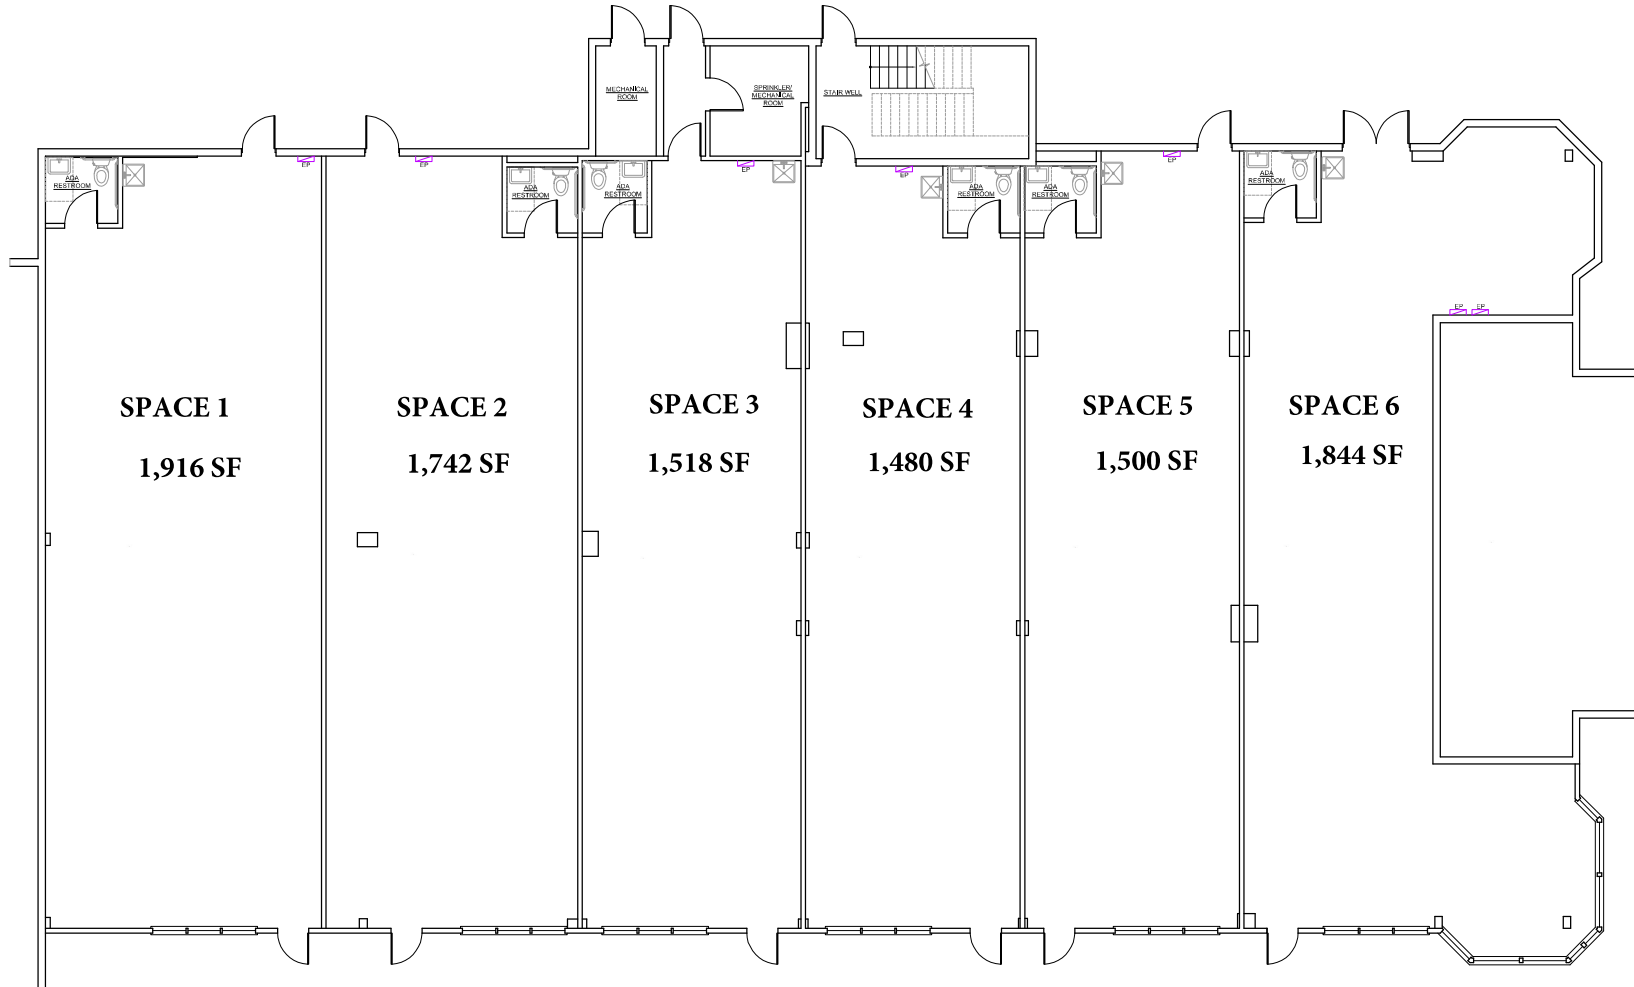 MECHANICAL
ROOM
SPRINKLER/
MECHANICAL
ROOM
STAIR WELL
ADA
RESTROOM
EP
EP
ADA
RESTROOM
ADA
RESTROOM
EP
EP
ADA
RESTROOM
ADA
RESTROOM
EP
ADA
RESTROOM
EP
EP
SPACE 1
1,916 SF
SPACE 2
1,742 SF
SPACE 3
1,518 SF
SPACE 4
1,480 SF
SPACE 5
1,500 SF
SPACE 6
1,844 SF